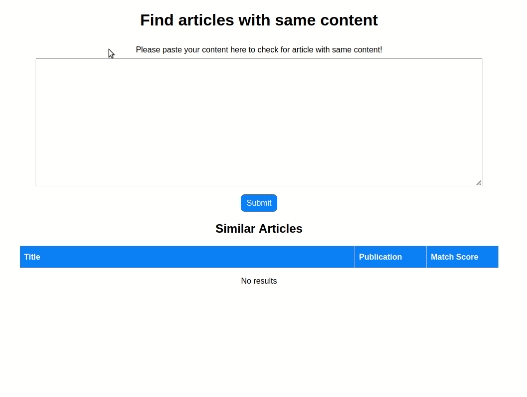 Find articles with same content
Please paste your content here to check for article with same content!
Submit
Similar Articles
Title Publication Match Score
No results